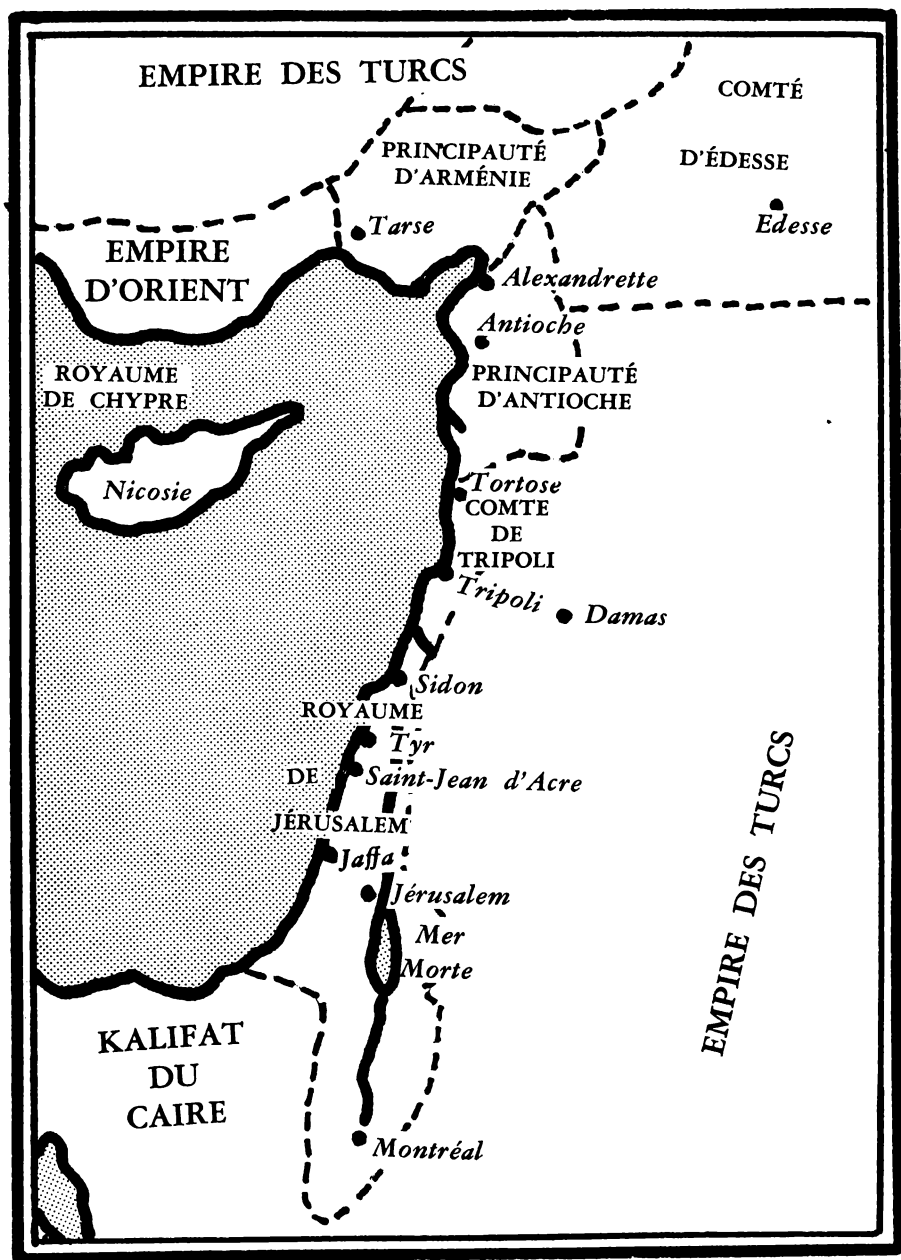 EMPIRE DES TURCS
COMTÉ
D'ÉDESSE
PRINCIPAUTÉ
D'ARMÉNIE
Edesse
Tarse
EMPIRE
D'ORIENT
Alexandrette
Antioche
ROYAUME
DE CHYPRE
PRINCIPAUTÉ
D'ANTIOCHE
Nicosie
Tortose
COMTE
DE
TRIPOLI
Tripoli
Damas
Sidon
ROYAUME
Tyr
DE
Saint-Jean d'Acre
JÉRUSALEM
Jaffa
Jérusalem
Mer
Morte
EMPIRE DES TURCS
KALIFAT
DU
CAIRE
Montréal